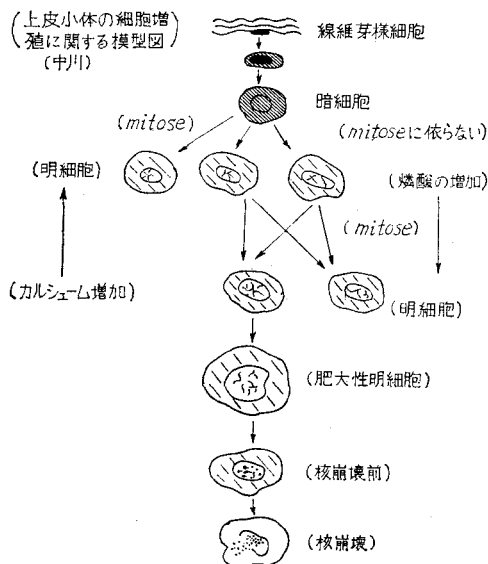 (上皮小体の細胞増
殖に関する模型図)
(中川)
線維芽様細胞
暗細胞
(mitose)
(mitoseに依らない)
(明細胞)
(燐酸の増加)
(mitose)
(カルシューム増加)
(明細胞)
(肥大性明細胞)
(核崩壊前)
(核崩壊)